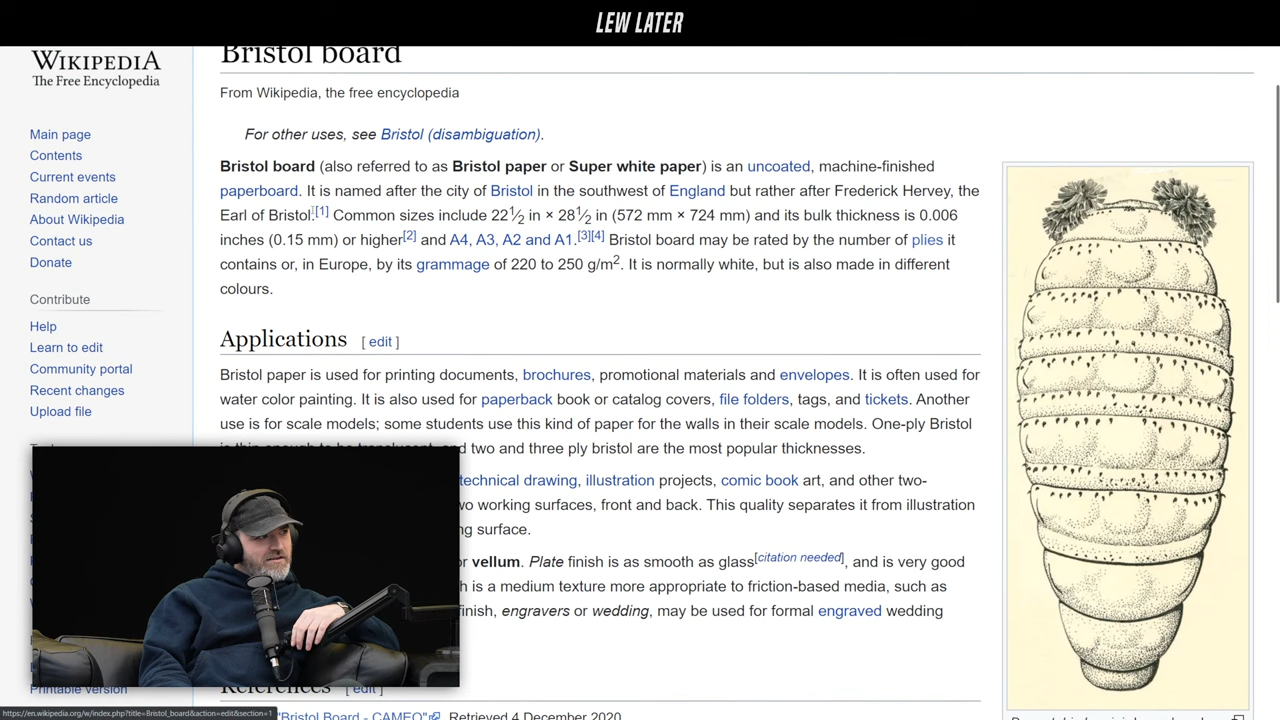 LEW LATER
Bristol board
WIKIPEDIA
The Free Encyclopedia
From Wikipedia, the free encyclopedia
Main page
Contents
Current events
Random article
About Wikipedia
Contact us
Donate
Contribute
Help
Learn to edit
Community portal
Recent changes
Upload file
Printable version
For other uses, see Bristol (disambiguation).
Bristol board (also referred to as Bristol paper or Super white paper) is an uncoated, machine-finished
paperboard. It is named after the city of Bristol in the southwest of England but rather after Frederick Hervey, the
Earl of Bristol.[1] Common sizes include 22½ in × 28½ in (572 mm × 724 mm) and its bulk thickness is 0.006
inches (0.15 mm) or higher[2] and A4, A3, A2 and A1.[3][4] Bristol board may be rated by the number of plies it
contains or, in Europe, by its grammage of 220 to 250 g/m2. It is normally white, but is also made in different
colours.
Applications [ edit ]
Bristol paper is used for printing documents, brochures, promotional materials and envelopes. It is often used for
water color painting. It is also used for paperback book or catalog covers, file folders, tags, and tickets. Another
use is for scale models; some students use this kind of paper for the walls in their scale models. One-ply Bristol
two and three ply bristol are the most popular thicknesses.
technical drawing, illustration projects, comic book art, and other two-
working surfaces, front and back. This quality separates it from illustration
surface.
vellum. Plate finish is as smooth as glass[citation needed], and is very good
is a medium texture more appropriate to friction-based media, such as
finish, engravers or wedding, may be used for formal engraved wedding
References [ edit ]
"Bristol Board - CAMEO" Retrieved 4 December 2020
https://en.wikipedia.org/w/index.php?title=Bristol_board&action=edit&section=1